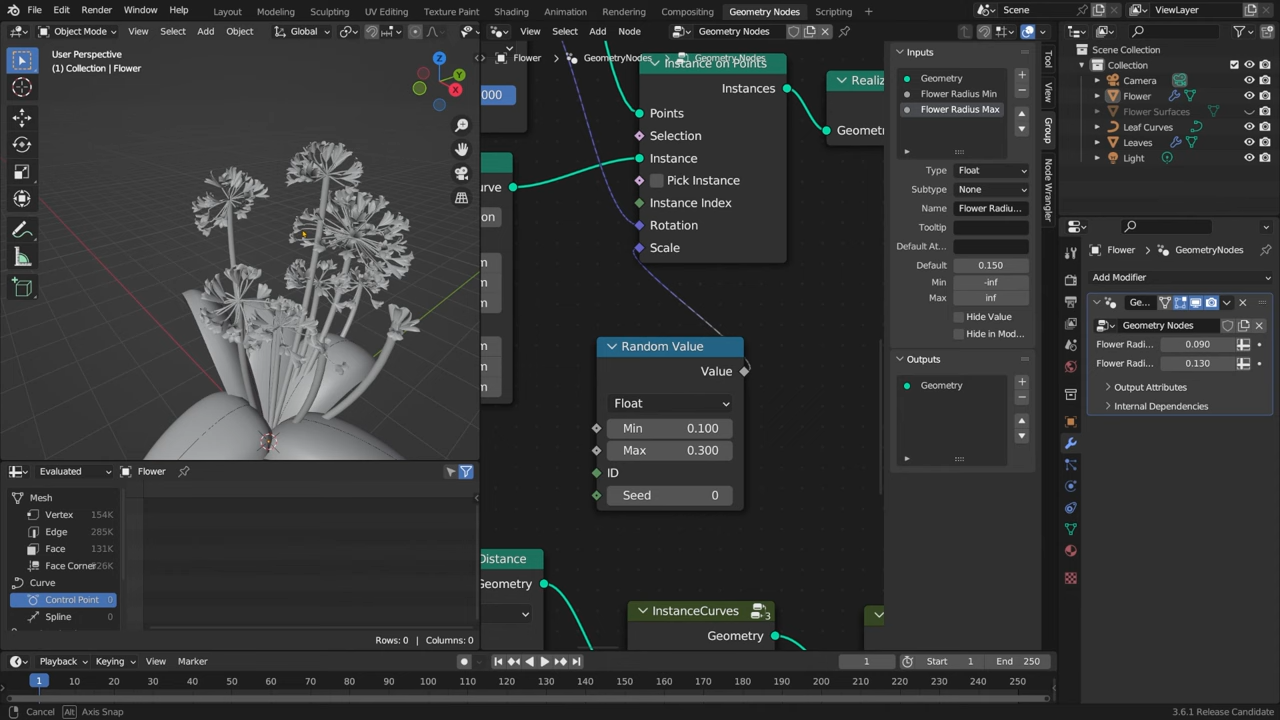 File Edit Render Window Help Layout Modeling Sculpting UV Editing Texture Paint Shading Animation Rendering Compositing Geometry Nodes Scripting Scene ViewLayer
Object Mode View Select Add Object Global View Select Add Node Geometry Nodes
User Perspective
(1) Collection | Flower
X
Y
Z
Flower GeometryNodes GeometryNodes
000
Instance on Points
Instances
Points
Selection
Instance
Pick Instance
Instance Index
Rotation
Scale
Random Value
Value
Float
Min 0.100
Max 0.300
ID
Seed 0
Distance
Geometry
InstanceCurves
3
Geometry
Inputs
Geometry
Flower Radius Min
Flower Radius Max
Type Float
Subtype None
Name Flower Radiu...
Tooltip
Default At...
Default 0.150
Min -inf
Max inf
Hide Value
Hide in Mod...
Outputs
Geometry
Tool
View
Group
Node Wrangler
Scene Collection
Collection
Camera
Flower
Flower Surfaces
Leaf Curves
Leaves
Light
Flower GeometryNodes
Add Modifier
Ge...
Geometry Nodes
Flower Radi... 0.090
Flower Radi... 0.130
Output Attributes
Internal Dependencies
Evaluated Flower
Mesh
Vertex 154K
Edge 285K
Face 131K
Face Corner
Curve
Control Point 0
Spline 0
Rows: 0 | Columns: 0
Playback Keying View Marker 1 Start 1 End 250
1 10 20 30 40 50 60 70 80 90 100 110 120 130 140 150 160 170 180 190 200 210 220 230 240 250
Cancel Alt Axis Snap 3.6.1 Release Candidate